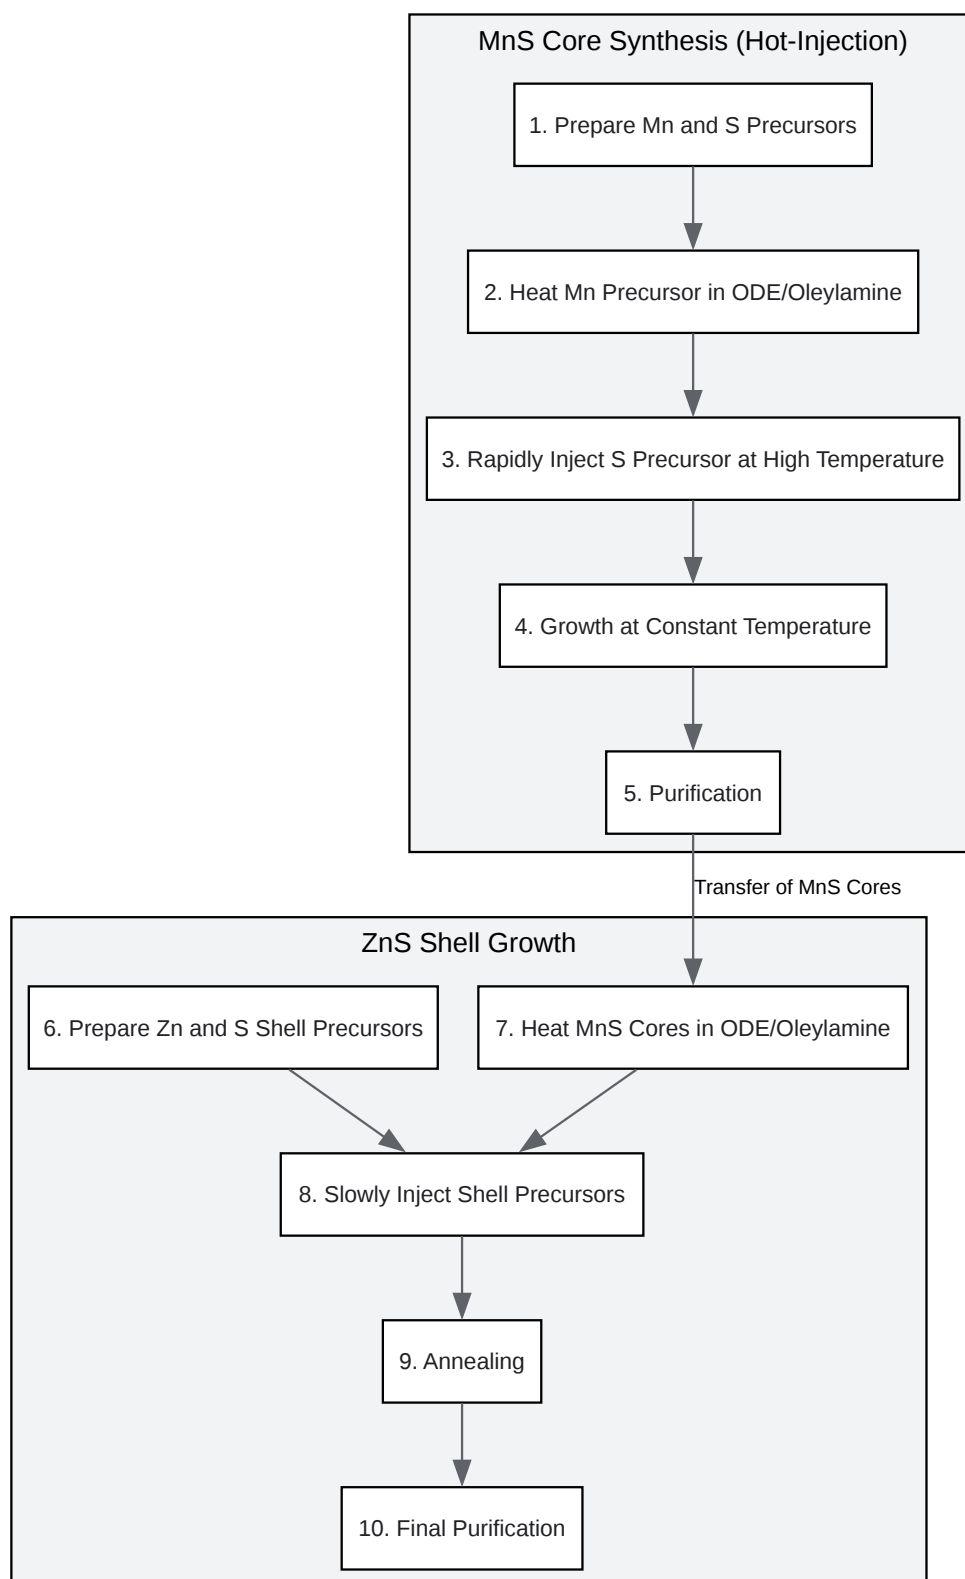 MnS Core Synthesis (Hot-Injection)
1. Prepare Mn and S Precursors
2. Heat Mn Precursor in ODE/Oleylamine
3. Rapidly Inject S Precursor at High Temperature
4. Growth at Constant Temperature
5. Purification
Transfer of MnS Cores
ZnS Shell Growth
6. Prepare Zn and S Shell Precursors
7. Heat MnS Cores in ODE/Oleylamine
8. Slowly Inject Shell Precursors
9. Annealing
10. Final Purification